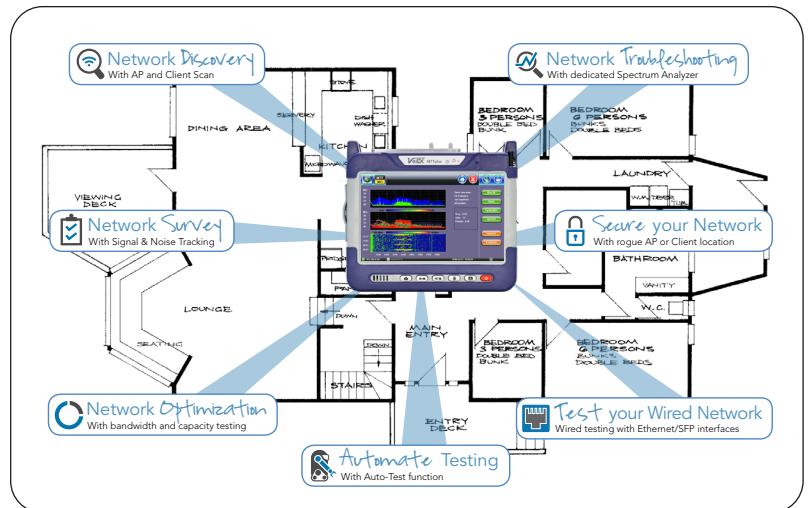 Network Discovery
With AP and Client Scan
Network Troubleshooting
With dedicated Spectrum Analyzer
STOVE
SERVERY
DISH
WASHER
DINING AREA
KITCHEN
MICROWAVE
BEDROOM
3 PERSONS
DOUBLE BED
BUNK
BEDROOM
6 PERSONS
BUNKS
DOUBLE BEDS
VeEX MTTplus
LAUNDRY
VIEWING
DECK
Network Survey
With Signal & Noise Tracking
Secure your Network
With rogue AP or Client location
BATHROOM
VANITY
W.C.
LOUNGE
SEATING
DOWN
MAIN
ENTRY
DOWN
STAIRS
BEDROOM
3 PERSONS
DOUBLE BED
BUNK
BEDROOM
6 PERSONS
BUNKS
DOUBLE BEDS
Network Optimization
With bandwidth and capacity testing
ENTRY
DECK
Test your Wired Network
Wired testing with Ethernet/SFP interfaces
Automate Testing
With Auto-Test function